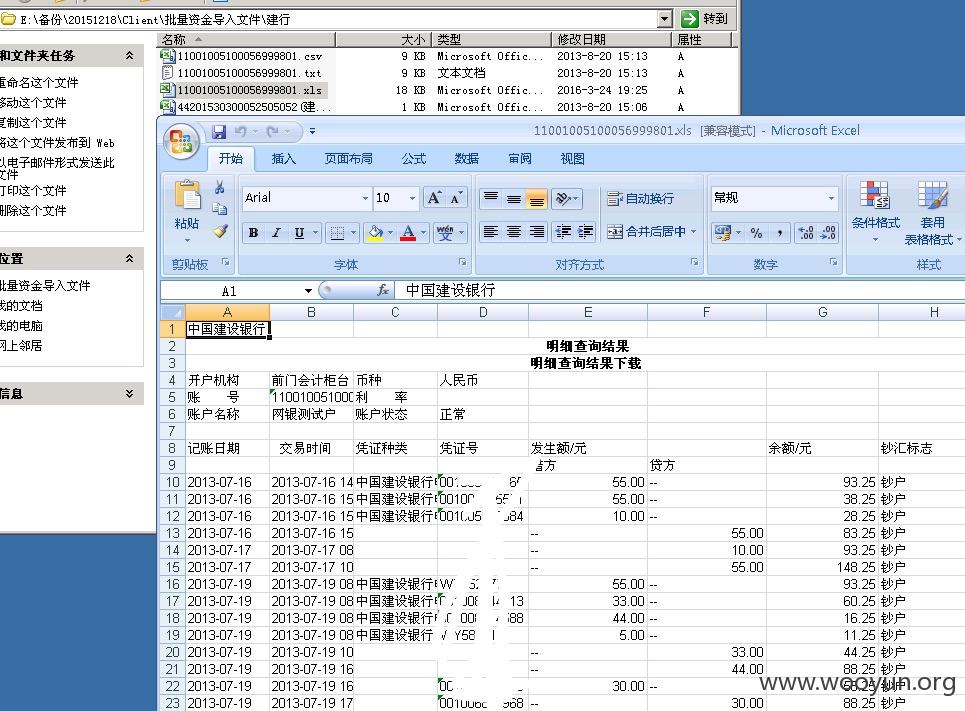 E:\备份\20151218\Client\批量资金导入文件\建行
转到
和文件夹任务
重命名这个文件
移动这个文件
复制这个文件
将这个文件发布到 Web
以电子邮件形式发送此
文件
打印这个文件
删除这个文件
位置
批量资金导入文件
我的文档
我的电脑
网上邻居
信息
名称 大小 类型 修改日期 属性
11001005100056999801.csv 9 KB Microsoft Offic... 2013-8-20 15:13 A
11001005100056999801.txt 9 KB 文本文档 2013-8-20 15:13 A
11001005100056999801.xls 18 KB Microsoft Offic... 2016-3-24 19:25 A
44201530300052505052(建... 1 KB Microsoft Offic... 2013-8-20 15:06 A
11001005100056999801.xls [兼容模式] - Microsoft Excel
开始 插入 页面布局 公式 数据 审阅 视图
粘贴
剪贴板
Arial 10
B I U
字体
自动换行
合并后居中
对齐方式
常规
数字
条件格式
套用
表格格式
样式
A1 fx 中国建设银行
A B C D E F G H
1 中国建设银行
2 明细查询结果
3 明细查询结果下载
4 开户机构 前门会计柜台 币种 人民币
5 账 号 110010051000 利 率
6 账户名称 网银测试户 账户状态 正常
7
8 记账日期 交易时间 凭证种类 凭证号 发生额/元 余额/元 钞汇标志
9 贷方
10 2013-07-16 2013-07-16 14 中国建设银行 55.00 -- 93.25 钞户
11 2013-07-16 2013-07-16 15 中国建设银行 55.00 -- 38.25 钞户
12 2013-07-16 2013-07-16 15 中国建设银行 10.00 -- 28.25 钞户
13 2013-07-16 2013-07-16 15 -- 55.00 83.25 钞户
14 2013-07-17 2013-07-17 08 -- 10.00 93.25 钞户
15 2013-07-17 2013-07-17 10 -- 55.00 148.25 钞户
16 2013-07-19 2013-07-19 08 中国建设银行 55.00 -- 93.25 钞户
17 2013-07-19 2013-07-19 08 中国建设银行 33.00 -- 60.25 钞户
18 2013-07-19 2013-07-19 08 中国建设银行 44.00 -- 16.25 钞户
19 2013-07-19 2013-07-19 08 中国建设银行 5.00 -- 11.25 钞户
20 2013-07-19 2013-07-19 10 -- 33.00 44.25 钞户
21 2013-07-19 2013-07-19 16 -- 44.00 88.25 钞户
22 2013-07-19 2013-07-19 16 30.00 -- 58.25 钞户
23 2013-07-19 2013-07-19 17 -- 30.00 88.25 钞户
www.wooyun.org